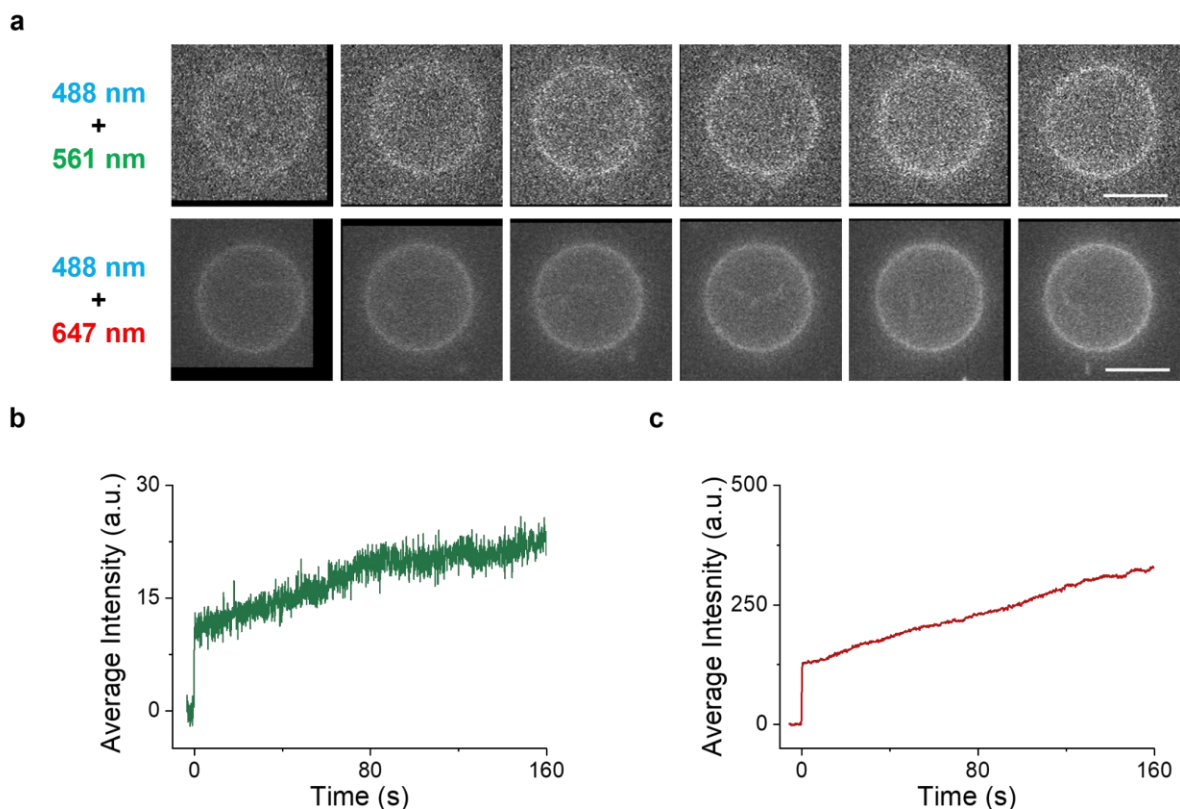 a
488 nm
+
561 nm
488 nm
+
647 nm
b
c
30
15
0
Average Intensity (a.u.)
0
80
160
Time (s)
500
250
0
Average Intesnity (a.u.)
0
80
160
Time (s)